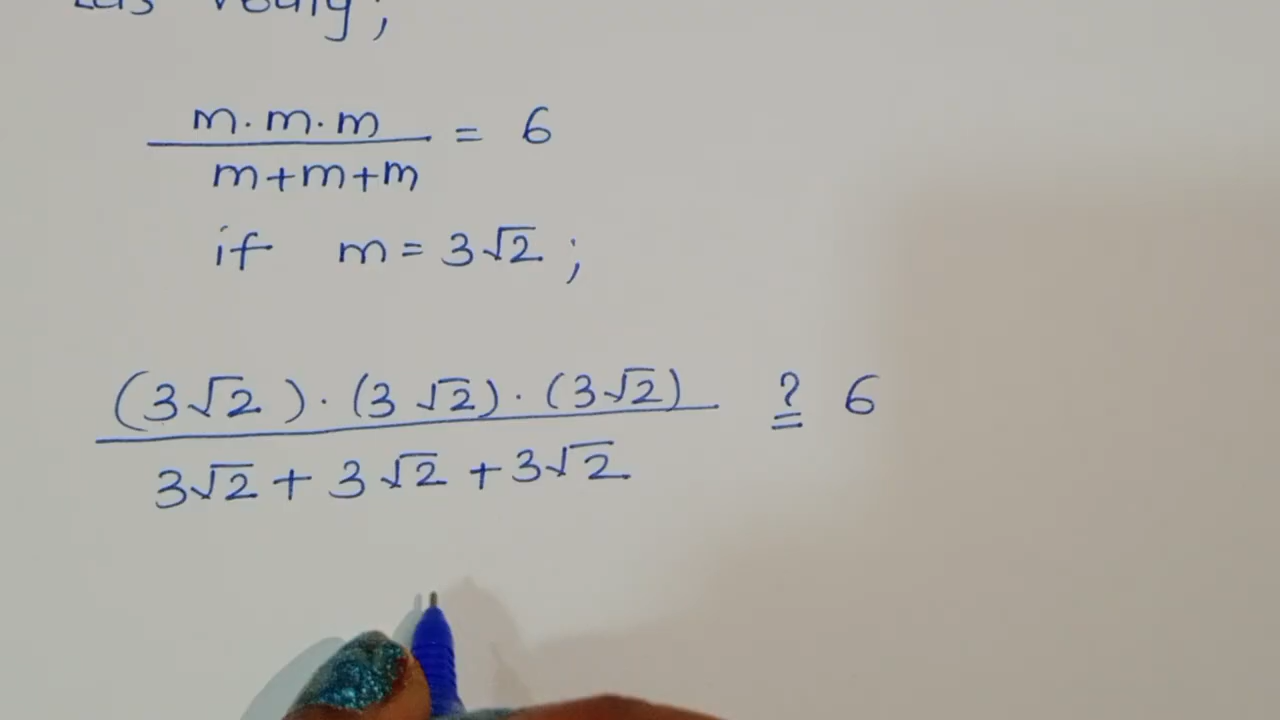 m·m·m / m+m+m = 6
if m = 3√2 ;
(3√2)·(3√2)·(3√2) / 3√2 + 3√2 + 3√2 ≟ 6